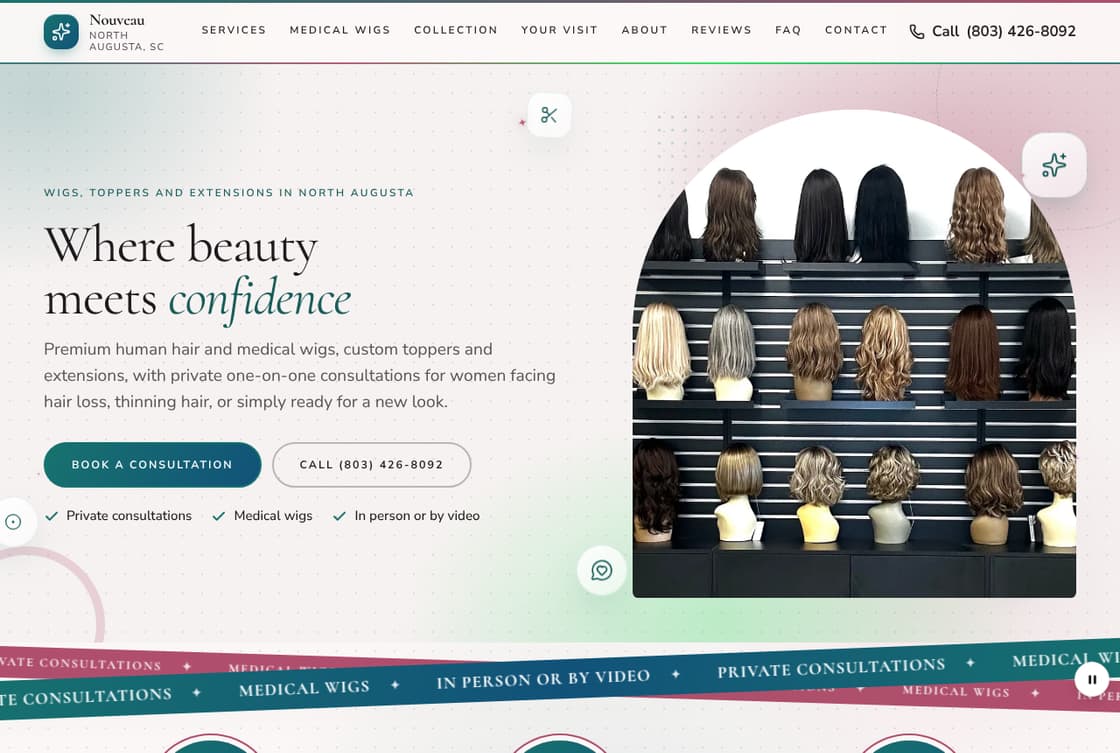 Nouveau
NORTH
AUGUSTA, SC
SERVICES
MEDICAL WIGS
COLLECTION
YOUR VISIT
ABOUT
REVIEWS
FAQ
CONTACT
Call (803) 426-8092
WIGS, TOPPERS AND EXTENSIONS IN NORTH AUGUSTA
Where beauty
meets confidence
Premium human hair and medical wigs, custom toppers and
extensions, with private one-on-one consultations for women facing
hair loss, thinning hair, or simply ready for a new look.
BOOK A CONSULTATION
CALL (803) 426-8092
Private consultations
Medical wigs
In person or by video
CONSULTATIONS ✦ MEDICAL WIGS
CONSULTATIONS ✦ MEDICAL WIGS ✦ IN PERSON OR BY VIDEO ✦ PRIVATE CONSULTATIONS ✦ MEDICAL
✦ MEDICAL WIGS ✦